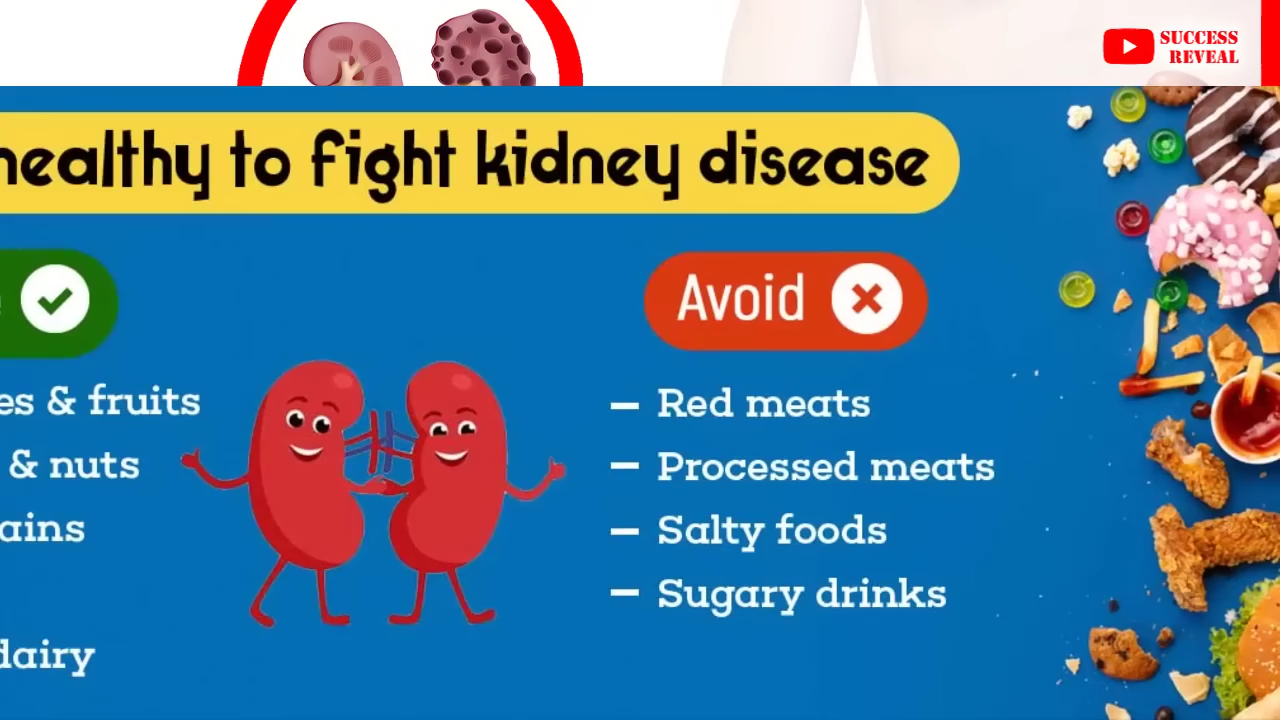 SUCCESS
REVEAL
healthy to fight kidney disease
Avoid
es & fruits
& nuts
ains
dairy
Red meats
Processed meats
Salty foods
Sugary drinks